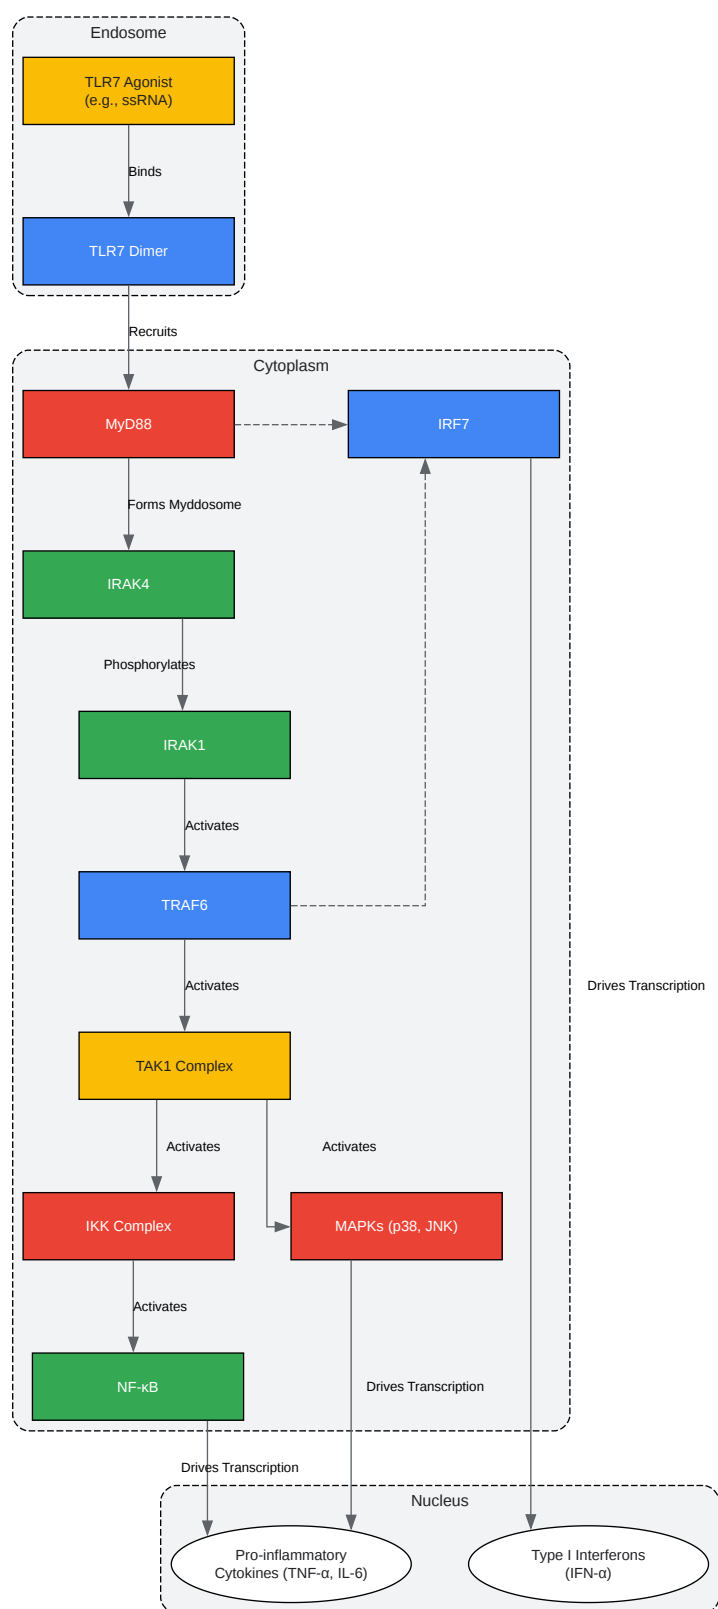 Endosome
TLR7 Agonist
(e.g., ssRNA)
Binds
TLR7 Dimer
Recruits
Cytoplasm
MyD88
IRF7
Forms Myddosome
IRAK4
Phosphorylates
IRAK1
Activates
TRAF6
Activates
Drives Transcription
TAK1 Complex
Activates
Activates
IKK Complex
MAPKs (p38, JNK)
Activates
NF-κB
Drives Transcription
Drives Transcription
Nucleus
Pro-inflammatory
Cytokines (TNF-α, IL-6)
Type I Interferons
(IFN-α)